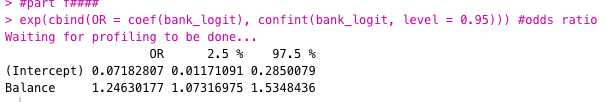 > #part f####
> exp(cbind(OR = coef(bank_logit), confint(bank_logit, level = 0.95))) #odds ratio
Waiting for profiling to be done...
OR 2.5 % 97.5 %
(Intercept) 0.07182807 0.01171091 0.2850079
Balance 1.24630177 1.07316975 1.5348436